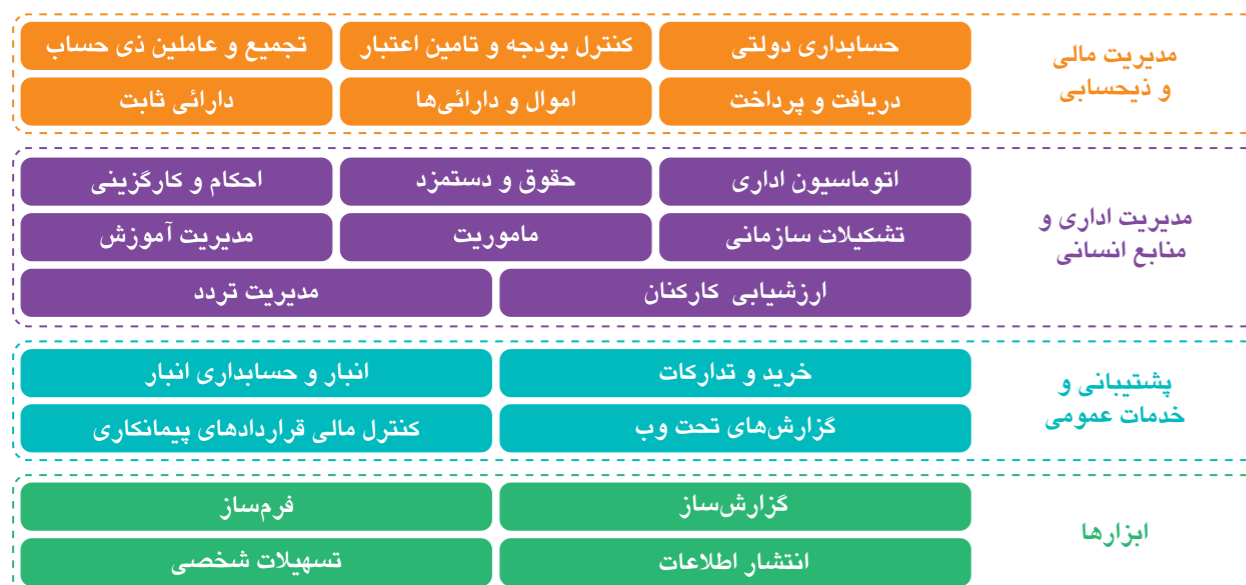 مدیریت مالی
و ذیحسابی
حسابداری دولتی
کنترل بودجه و تامین اعتبار
تجمیع و عاملین ذی حساب
دریافت و پرداخت
اموال و دارائی‌ها
دارائی ثابت
مدیریت اداری و
منابع انسانی
اتوماسیون اداری
حقوق و دستمزد
احکام و کارگزینی
تشکیلات سازمانی
ماموریت
مدیریت آموزش
ارزشیابی کارکنان
مدیریت تردد
پشتیبانی و
خدمات عمومی
خرید و تدارکات
انبار و حسابداری انبار
گزارش‌های تحت وب
کنترل مالی قراردادهای پیمانکاری
ابزارها
گزارش‌ساز
فرم‌ساز
انتشار اطلاعات
تسهیلات شخصی